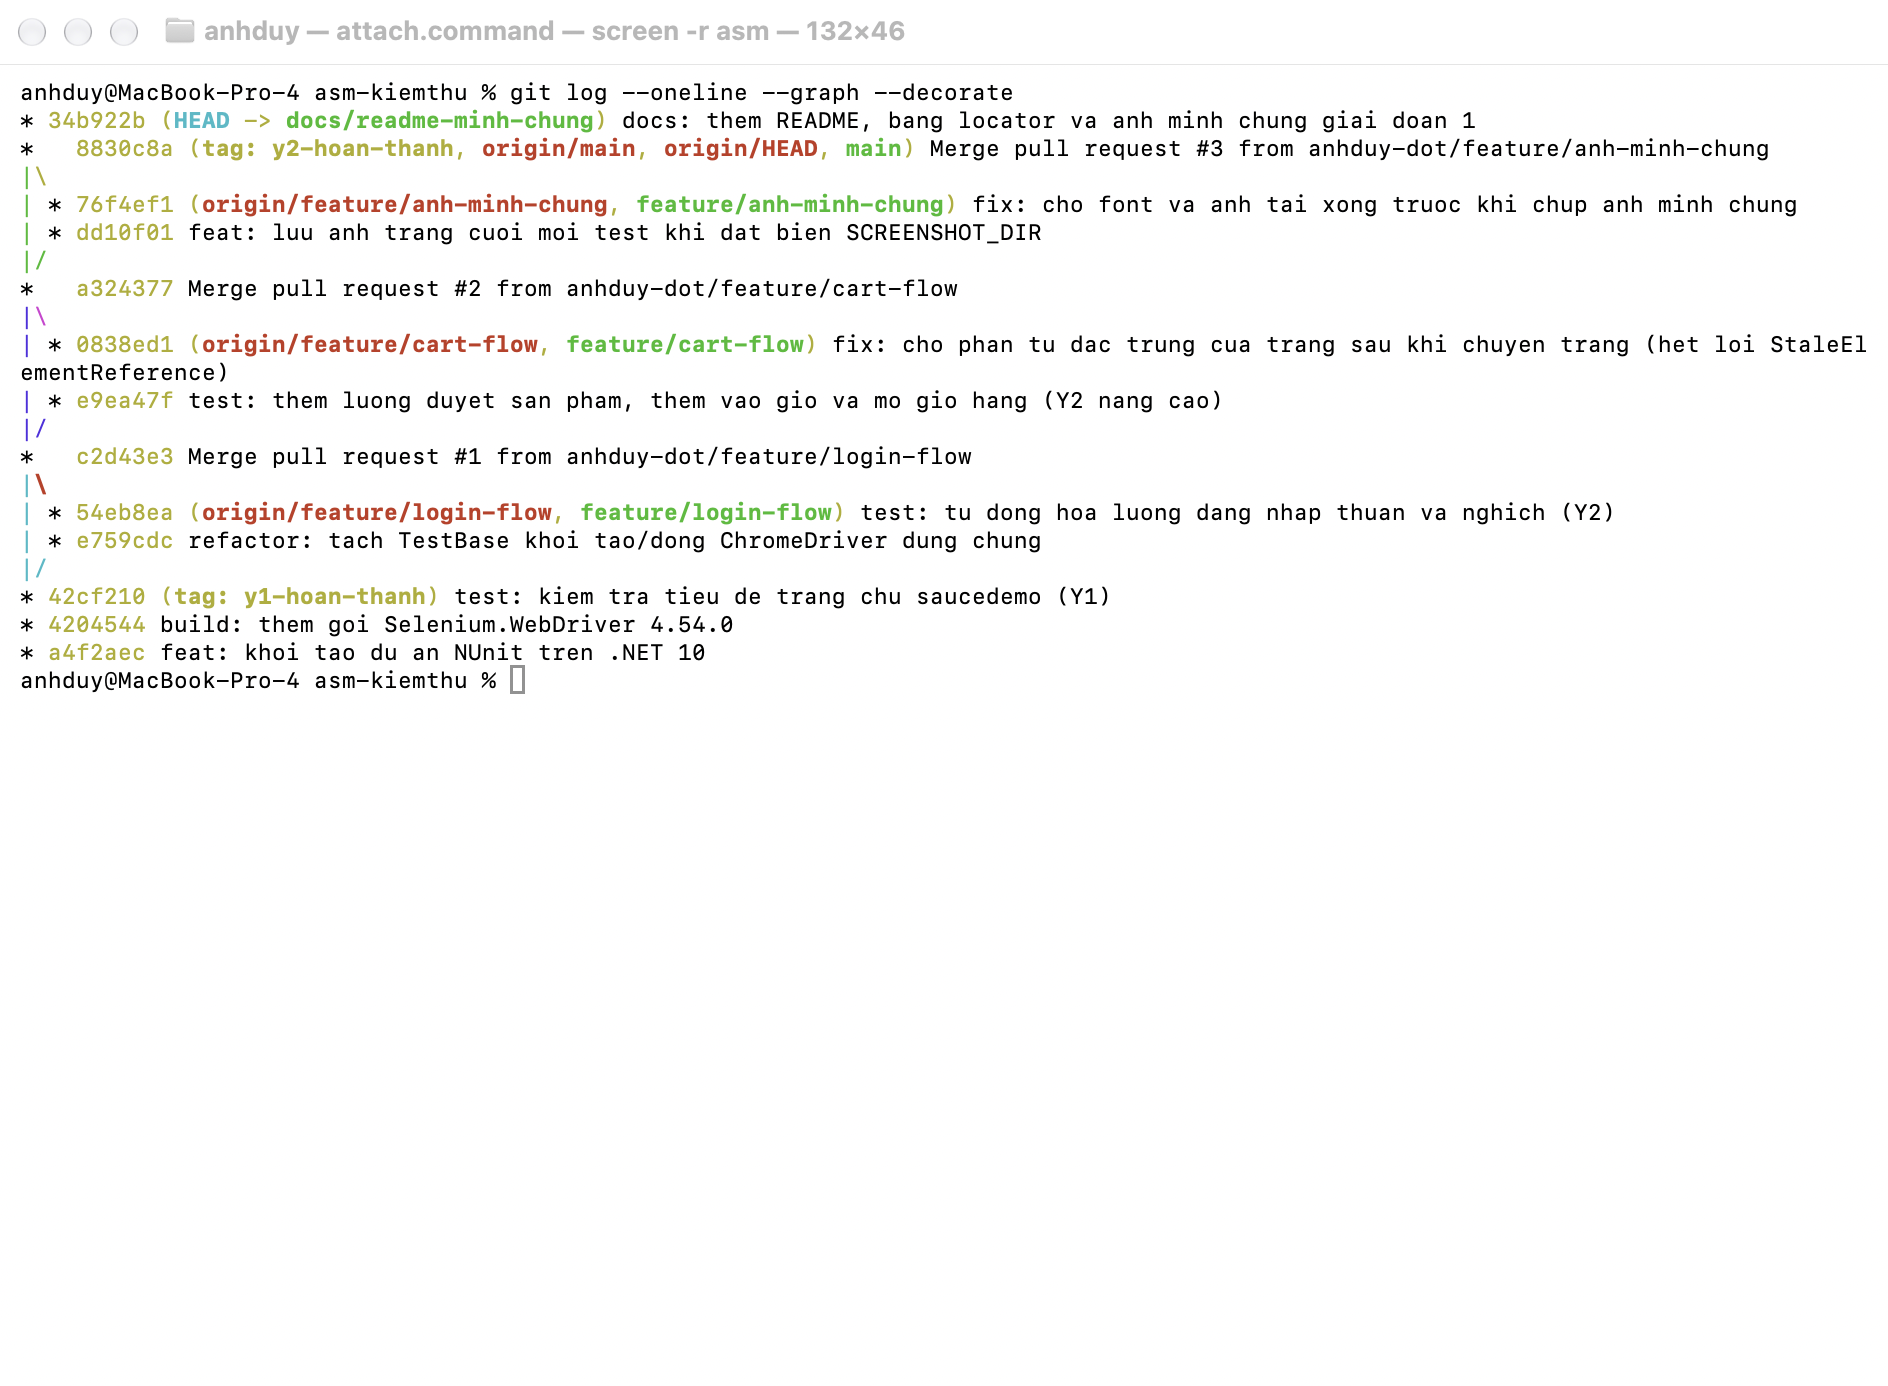 anhduy — attach.command — screen -r asm — 132×46
anhduy@MacBook-Pro-4 asm-kiemthu % git log --oneline --graph --decorate
* 34b922b (HEAD -> docs/readme-minh-chung) docs: them README, bang locator va anh minh chung giai doan 1
*   8830c8a (tag: y2-hoan-thanh, origin/main, origin/HEAD, main) Merge pull request #3 from anhduy-dot/feature/anh-minh-chung
|\
| * 76f4ef1 (origin/feature/anh-minh-chung, feature/anh-minh-chung) fix: cho font va anh tai xong truoc khi chup anh minh chung
| * dd10f01 feat: luu anh trang cuoi moi test khi dat bien SCREENSHOT_DIR
|/
*   a324377 Merge pull request #2 from anhduy-dot/feature/cart-flow
|\
| * 0838ed1 (origin/feature/cart-flow, feature/cart-flow) fix: cho phan tu dac trung cua trang sau khi chuyen trang (het loi StaleEl
ementReference)
| * e9ea47f test: them luong duyet san pham, them vao gio va mo gio hang (Y2 nang cao)
|/
*   c2d43e3 Merge pull request #1 from anhduy-dot/feature/login-flow
|\
| * 54eb8ea (origin/feature/login-flow, feature/login-flow) test: tu dong hoa luong dang nhap thuan va nghich (Y2)
| * e759cdc refactor: tach TestBase khoi tao/dong ChromeDriver dung chung
|/
* 42cf210 (tag: y1-hoan-thanh) test: kiem tra tieu de trang chu saucedemo (Y1)
* 4204544 build: them goi Selenium.WebDriver 4.54.0
* a4f2aec feat: khoi tao du an NUnit tren .NET 10
anhduy@MacBook-Pro-4 asm-kiemthu %